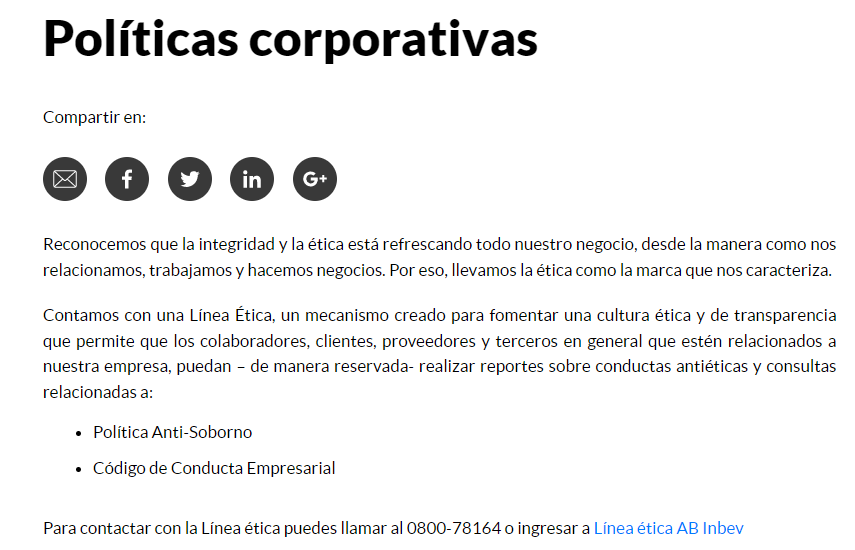 Políticas corporativas
Compartir en:
f
in
G+
Reconocemos que la integridad y la ética está refrescando todo nuestro negocio, desde la manera como nos
relacionamos, trabajamos y hacemos negocios. Por eso, llevamos la ética como la marca que nos caracteriza.
Contamos con una Línea Ética, un mecanismo creado para fomentar una cultura ética y de transparencia
que permite que los colaboradores, clientes, proveedores y terceros en general que estén relacionados a
nuestra empresa, puedan – de manera reservada- realizar reportes sobre conductas antiéticas y consultas
relacionadas a:
• Política Anti-Soborno
• Código de Conducta Empresarial
Para contactar con la Línea ética puedes llamar al 0800-78164 o ingresar a Línea ética AB Inbev